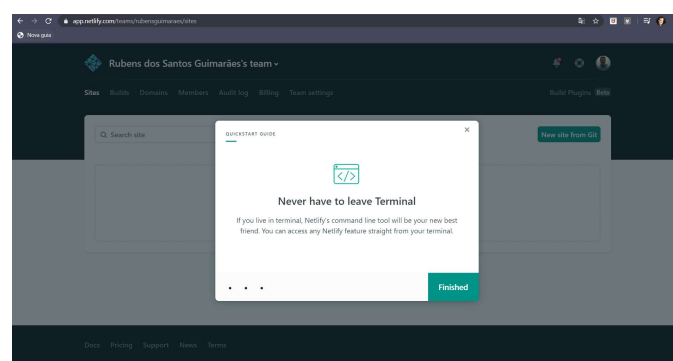 app.netlify.com/teams/rubensguimaraes/sites
Nova guia
Rubens dos Santos Guimarães's team
Sites Builds Domains Members Audit log Billing Team settings Build Plugins Beta
Search site
New site from Git
QUICKSTART GUIDE
Never have to leave Terminal
If you live in terminal, Netlify's command line tool will be your new best
friend. You can access any Netlify feature straight from your terminal.
Finished
Docs Pricing Support News Terms